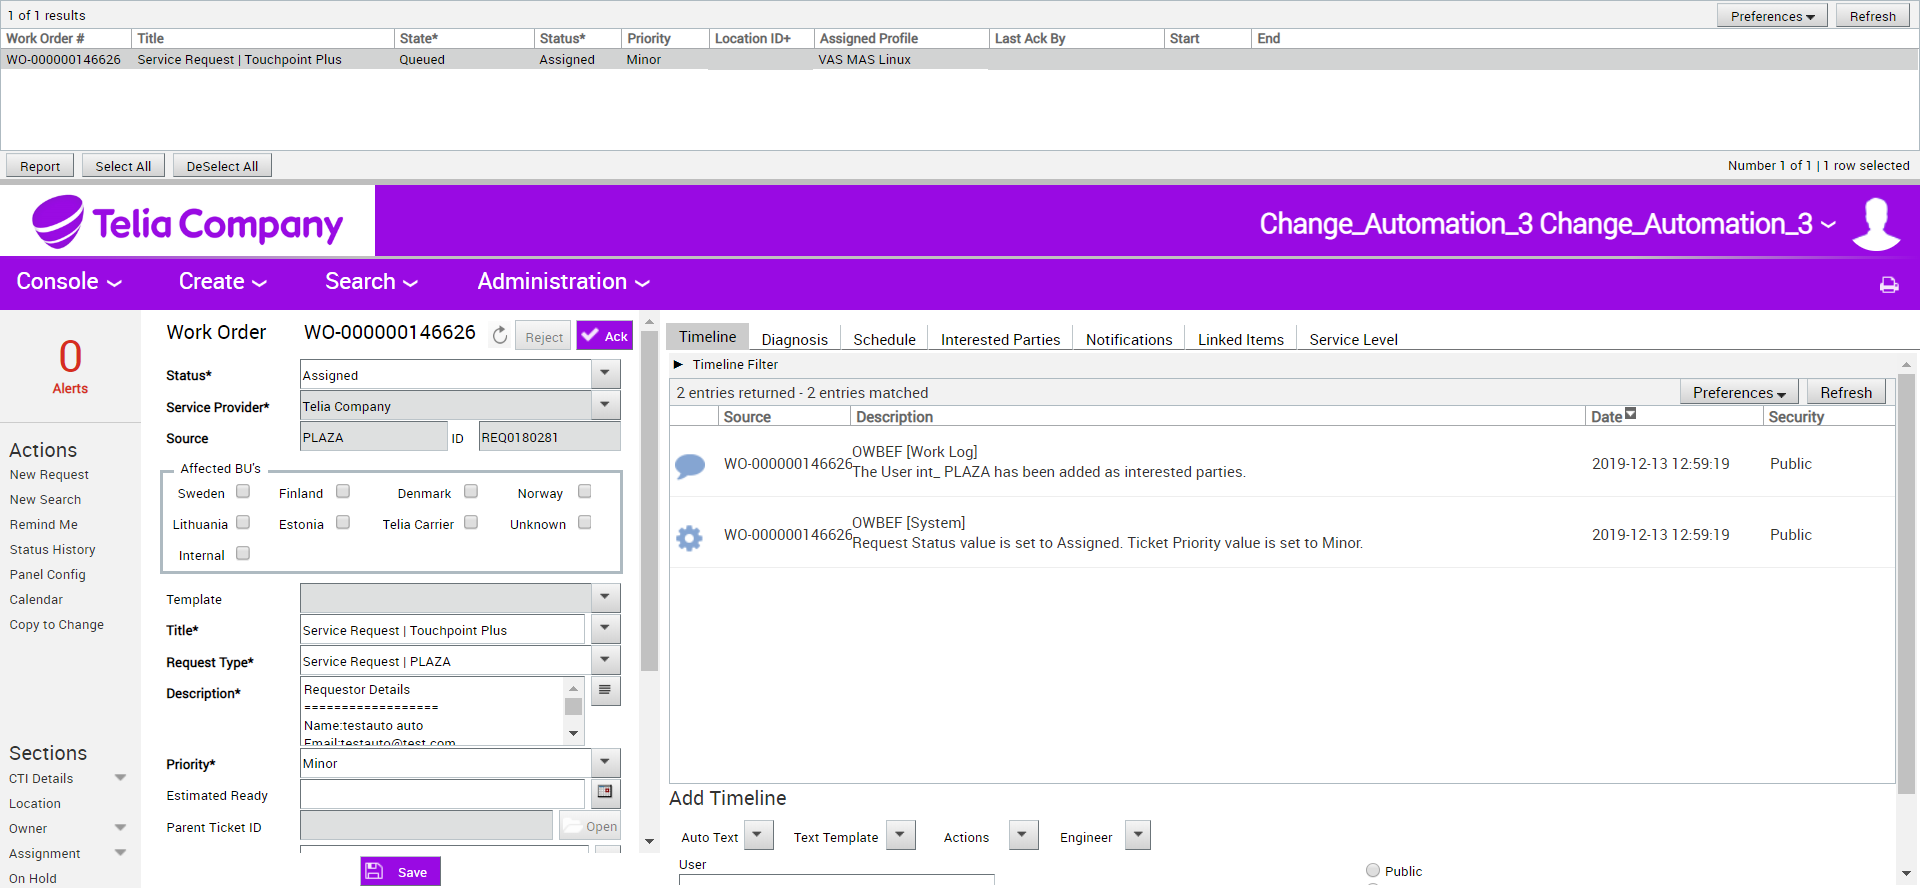 1 of 1 results
Preferences Refresh
Work Order # Title State* Status* Priority Location ID+ Assigned Profile Last Ack By Start End
WO-000000146626 Service Request | Touchpoint Plus Queued Assigned Minor VAS MAS Linux
Report Select All DeSelect All Number 1 of 1 | 1 row selected
Telia Company
Change_Automation_3 Change_Automation_3
Console Create Search Administration
0
Alerts
Actions
New Request
New Search
Remind Me
Status History
Panel Config
Calendar
Copy to Change
Sections
CTI Details
Location
Owner
Assignment
On Hold
Work Order WO-000000146626 Reject Ack
Status* Assigned
Service Provider* Telia Company
Source PLAZA ID REQ0180281
Affected BU's
Sweden Finland Denmark Norway
Lithuania Estonia Telia Carrier Unknown
Internal
Template
Title* Service Request | Touchpoint Plus
Request Type* Service Request | PLAZA
Description* Requestor Details
==================
Name:testauto auto
Email:testauto@test.com
Priority* Minor
Estimated Ready
Parent Ticket ID Open
Save
Timeline Diagnosis Schedule Interested Parties Notifications Linked Items Service Level
Timeline Filter
2 entries returned - 2 entries matched Preferences Refresh
Source Description Date Security
OWBEF [Work Log]
WO-000000146626 The User int_ PLAZA has been added as interested parties. 2019-12-13 12:59:19 Public
OWBEF [System]
WO-000000146626 Request Status value is set to Assigned. Ticket Priority value is set to Minor. 2019-12-13 12:59:19 Public
Add Timeline
Auto Text Text Template Actions Engineer
User
Public